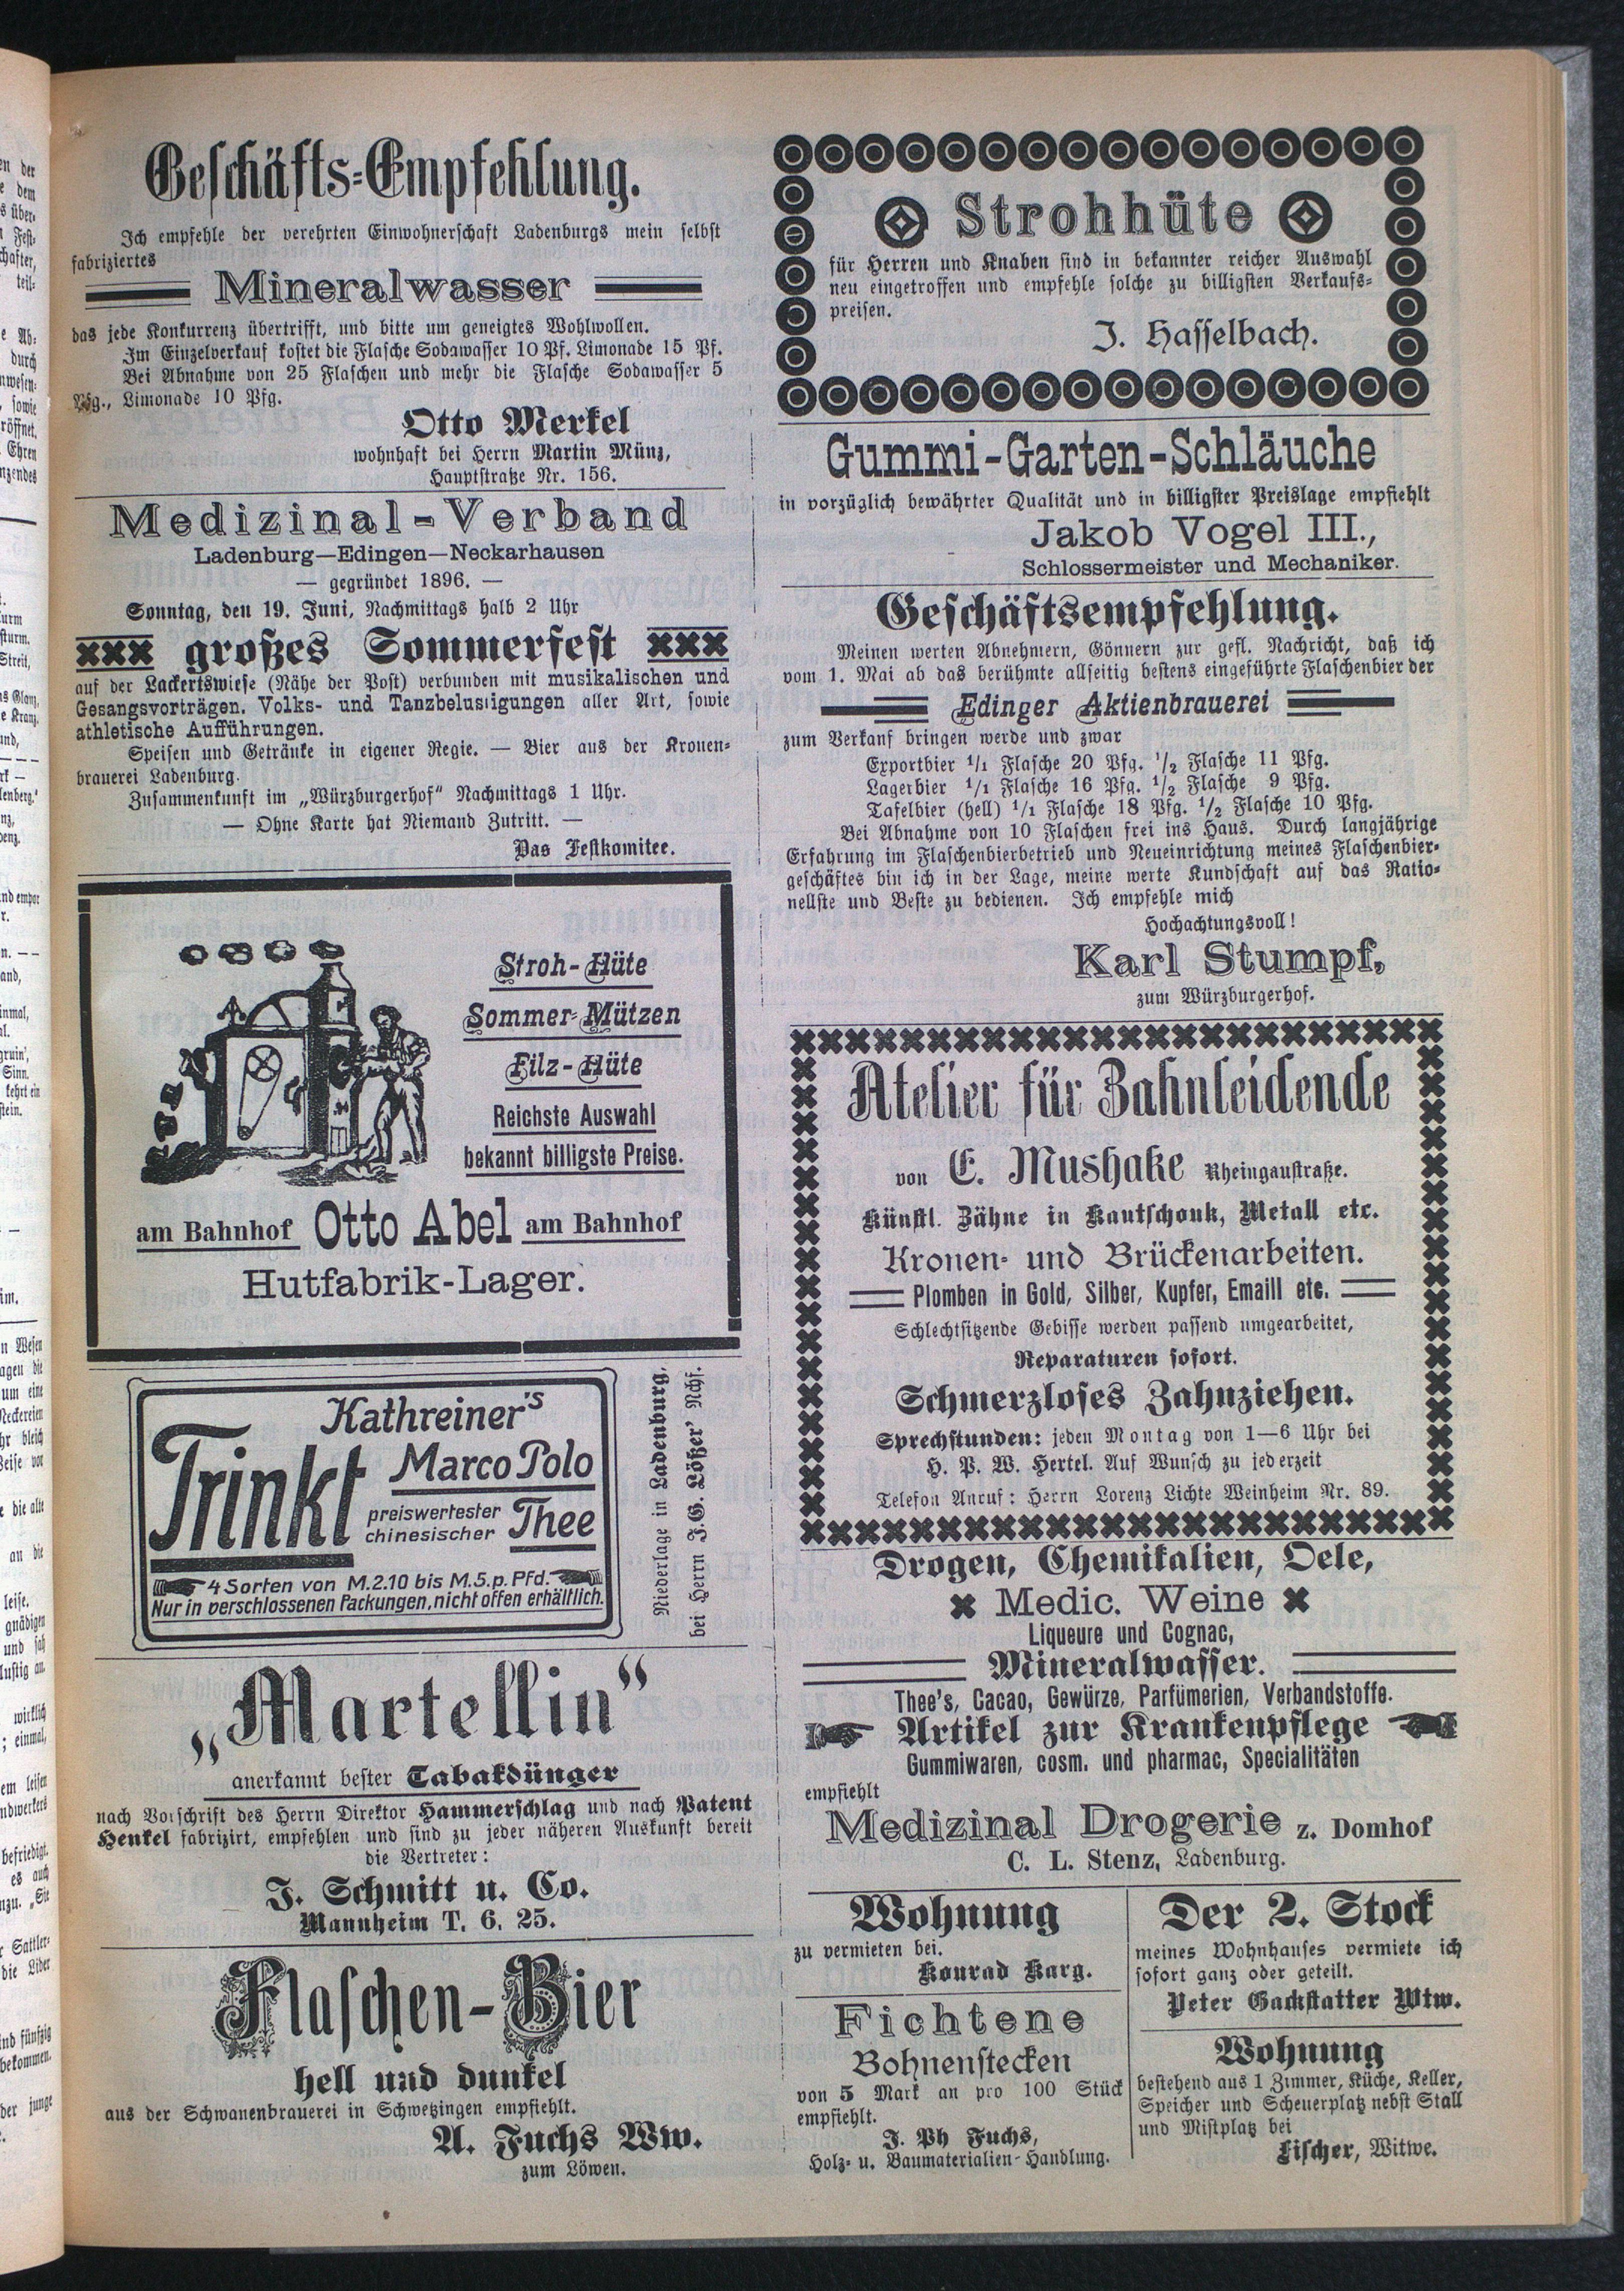 Geschäfts-Empfehlung.
Ich empfehle der verehrten Einwohnerschaft Ladenburgs mein selbst
fabriziertes
Mineralwasser
das jede Konkurrenz übertrifft, und bitte um geneigtes Wohlwollen.
Im Einzelverkauf kostet die Flasche Sodawasser 10 Pf. Limonade 15 Pf.
Bei Abnahme von 25 Flaschen und mehr die Flasche Sodawasser 5
Pfg., Limonade 10 Pfg.
Otto Merkel
wohnhaft bei Herrn Martin Münz,
Hauptstraße Nr. 156.
Medizinal-Verband
Ladenburg—Edingen—Neckarhausen
— gegründet 1896. —
Sonntag, den 19. Juni, Nachmittags halb 2 Uhr
großes Sommerfest
auf der Lackertswiese (Nähe der Post) verbunden mit musikalischen und
Gesangsvorträgen. Volks- und Tanzbelustigungen aller Art, sowie
athletische Aufführungen.
Speisen und Getränke in eigener Regie. — Bier aus der Kronen-
brauerei Ladenburg.
Zusammenkunft im „Würzburgerhof“ Nachmittags 1 Uhr.
— Ohne Karte hat Niemand Zutritt. —
Das Festkomitee.
Stroh-Hüte
Sommer-Mützen
Filz-Hüte
Reichste Auswahl
bekannt billigste Preise.
am Bahnhof Otto Abel am Bahnhof
Hutfabrik-Lager.
Kathreiner's
Trinkt Marco Polo
preiswertester
chinesischer Thee
4 Sorten von M.2.10 bis M.5.p.Pfd.
Nur in verschlossenen Packungen, nicht offen erhältlich.
Niederlage in Ladenburg,
bei Herrn J.G. Lößer' Nchf.
„Martellin“
anerkannt bester Tabakdünger
nach Vorschrift des Herrn Direktor Hammerschlag und nach Patent
Henkel fabrizirt, empfehlen und sind zu jeder näheren Auskunft bereit
die Vertreter:
J. Schmitt u. Co.
Mannheim T. 6. 25.
Flaschen-Bier
hell und dunkel
aus der Schwanenbrauerei in Schwetzingen empfiehlt.
A. Fuchs Ww.
zum Löwen.
Strohhüte
für Herren und Knaben sind in bekannter reicher Auswahl
neu eingetroffen und empfehle solche zu billigsten Verkaufs-
preisen.
J. Hasselbach.
Gummi-Garten-Schläuche
in vorzüglich bewährter Qualität und in billigster Preislage empfiehlt
Jakob Vogel III.,
Schlossermeister und Mechaniker.
Geschäftsempfehlung.
Meinen werten Abnehmern, Gönnern zur gefl. Nachricht, daß ich
vom 1. Mai ab das berühmte allseitig bestens eingeführte Flaschenbier der
Edinger Aktienbrauerei
zum Verkauf bringen werde und zwar
Exportbier 1/1 Flasche 20 Pfg. 1/2 Flasche 11 Pfg.
Lagerbier 1/1 Flasche 16 Pfg. 1/2 Flasche 9 Pfg.
Tafelbier (hell) 1/1 Flasche 18 Pfg. 1/2 Flasche 10 Pfg.
Bei Abnahme von 10 Flaschen frei ins Haus. Durch langjährige
Erfahrung im Flaschenbierbetrieb und Neueinrichtung meines Flaschenbier-
geschäftes bin ich in der Lage, meine werte Kundschaft auf das Ratio-
nellste und Beste zu bedienen. Ich empfehle mich
Hochachtungsvoll!
Karl Stumpf,
zum Würzburgerhof.
Atelier für Zahnleidende
von E. Mushake Rheingaustraße.
Künstl. Zähne in Kautschouk, Metall etc.
Kronen- und Brückenarbeiten.
Plomben in Gold, Silber, Kupfer, Emaill etc.
Schlechtsitzende Gebisse werden passend umgearbeitet,
Reparaturen sofort.
Schmerzloses Zahnziehen.
Sprechstunden: jeden Montag von 1—6 Uhr bei
H. P. W. Hertel. Auf Wunsch zu jederzeit
Telefon Anruf: Herrn Lorenz Lichte Weinheim Nr. 89.
Drogen, Chemikalien, Oele,
Medic. Weine
Liqueure und Cognac,
Mineralwasser.
Thee's, Cacao, Gewürze, Parfümerien, Verbandstoffe.
Artikel zur Krankenpflege
Gummiwaren, cosm. und pharmac, Specialitäten
empfiehlt
Medizinal Drogerie z. Domhof
C. L. Stenz, Ladenburg.
Wohnung
zu vermieten bei.
Konrad Karg.
Fichtene
Bohnenstecken
von 5 Mark an pro 100 Stück
empfiehlt.
J. Ph Fuchs,
Holz- u. Baumaterialien-Handlung.
Der 2. Stock
meines Wohnhauses vermiete ich
sofort ganz oder geteilt.
Peter Gackstatter Wtw.
Wohnung
bestehend aus 1 Zimmer, Küche, Keller,
Speicher und Scheuerplatz nebst Stall
und Mistplatz bei
Fischer, Witwe.